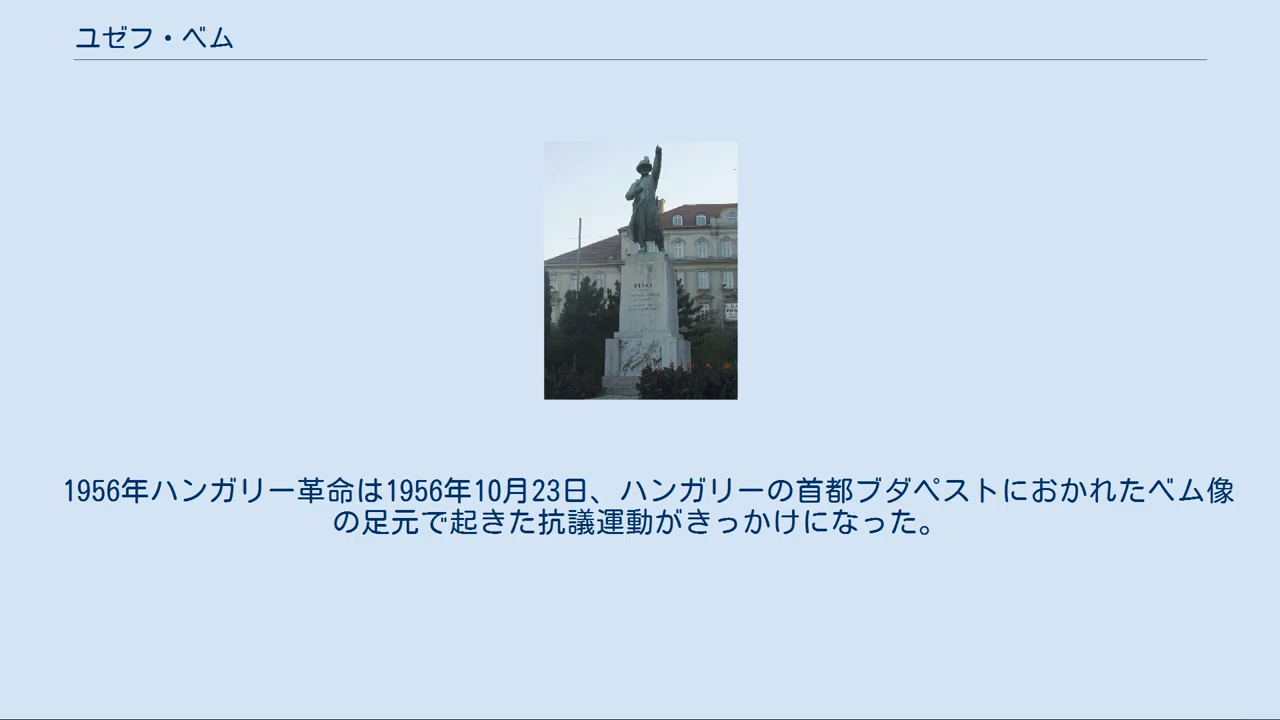 ユゼフ・ベム
1956年ハンガリー革命は1956年10月23日、ハンガリーの首都ブダペストにおかれたベム像
の足元で起きた抗議運動がきっかけになった。